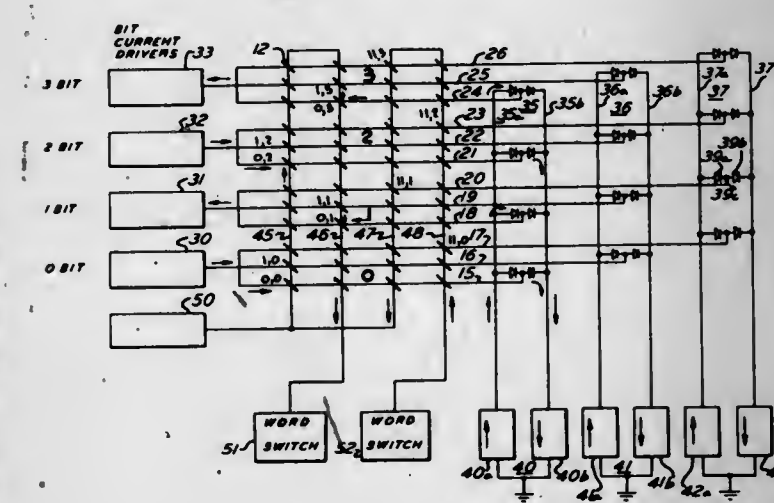 BIT
CURRENT
DRIVERS
33
12
11,3
26
3 BIT
3
25
1,3
24
0,3
11,2
23
32
2
22
2 BIT
1,2
21
0,2
31
11,1
20
1 BIT
1,1
19
0,1
18
45 46 47 48
11,0 17
30
1,0
16
0 BIT
0,0
0
15
50
35a 35 35b
36a 36 36b
37a 37 37
39a 39b
39c
WORD
SWITCH
51
52
WORD
SWITCH
40a 40 40b
41 41b
42a